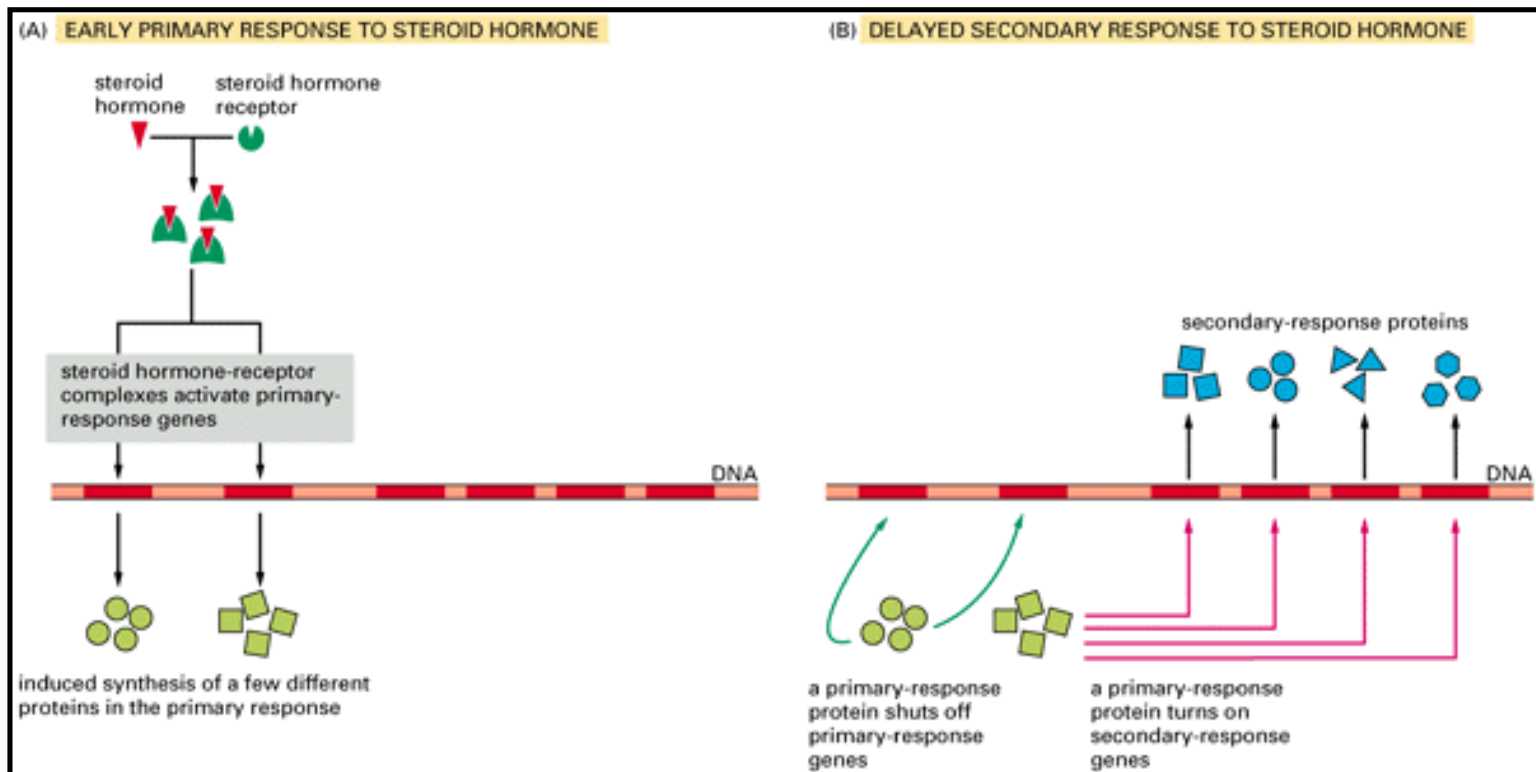 (A) EARLY PRIMARY RESPONSE TO STEROID HORMONE
steroid
hormone
steroid hormone
receptor
steroid hormone-receptor
complexes activate primary-
response genes
DNA
induced synthesis of a few different
proteins in the primary response
(B) DELAYED SECONDARY RESPONSE TO STEROID HORMONE
secondary-response proteins
DNA
a primary-response
protein shuts off
primary-response
genes
a primary-response
protein turns on
secondary-response
genes